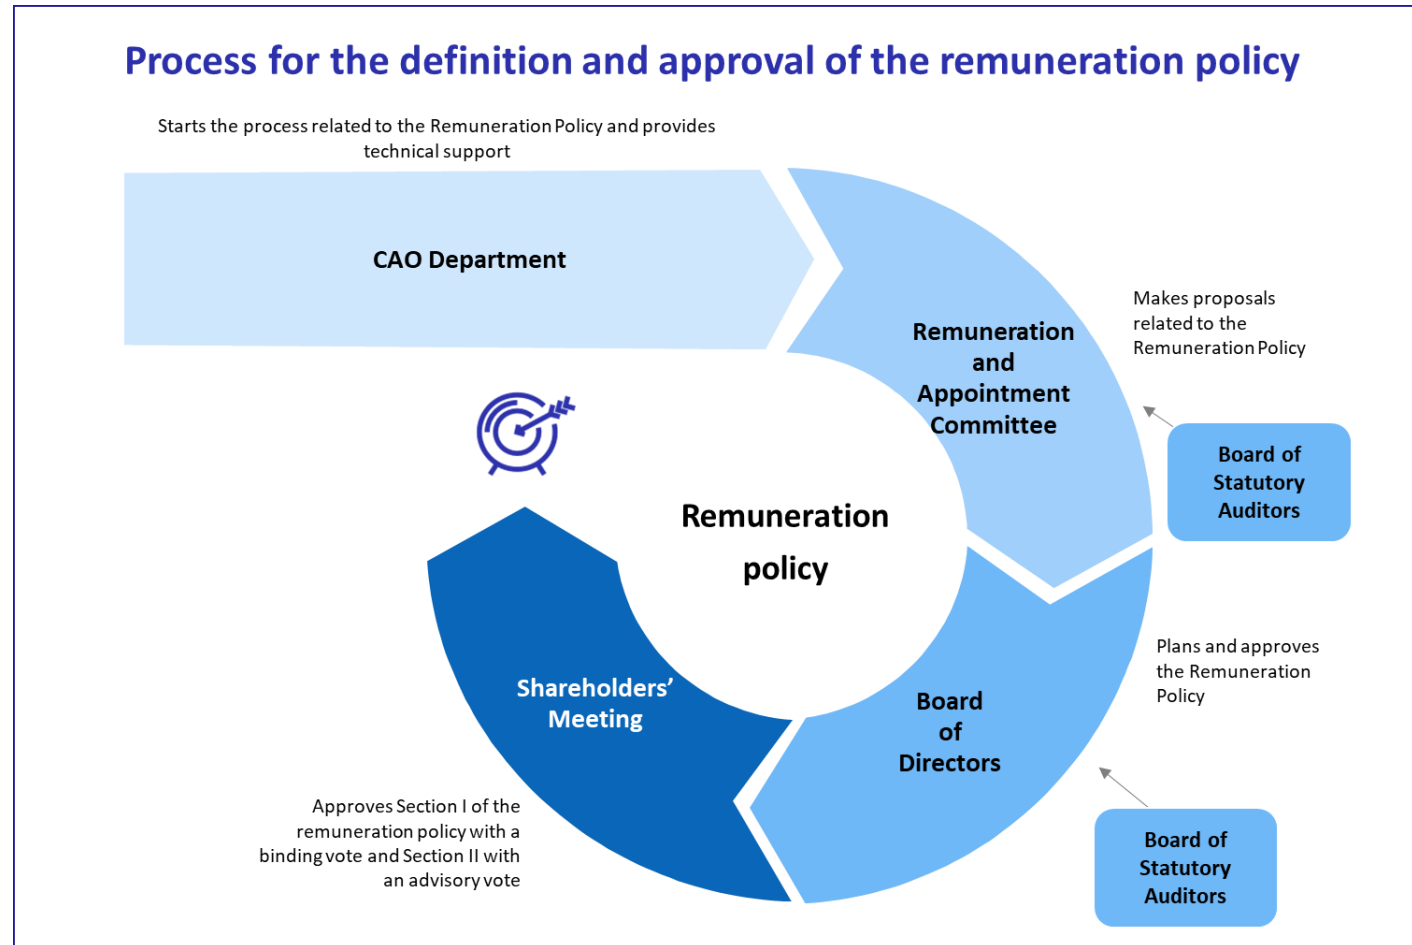 Process for the definition and approval of the remuneration policy
Starts the process related to the Remuneration Policy and provides
technical support
CAO Department
Remuneration
and
Appointment
Committee
Makes proposals
related to the
Remuneration Policy
Board of
Statutory
Auditors
Remuneration
policy
Board
of
Directors
Plans and approves
the Remuneration
Policy
Board of
Statutory
Auditors
Shareholders’
Meeting
Approves Section I of the
remuneration policy with a
binding vote and Section II with
an advisory vote